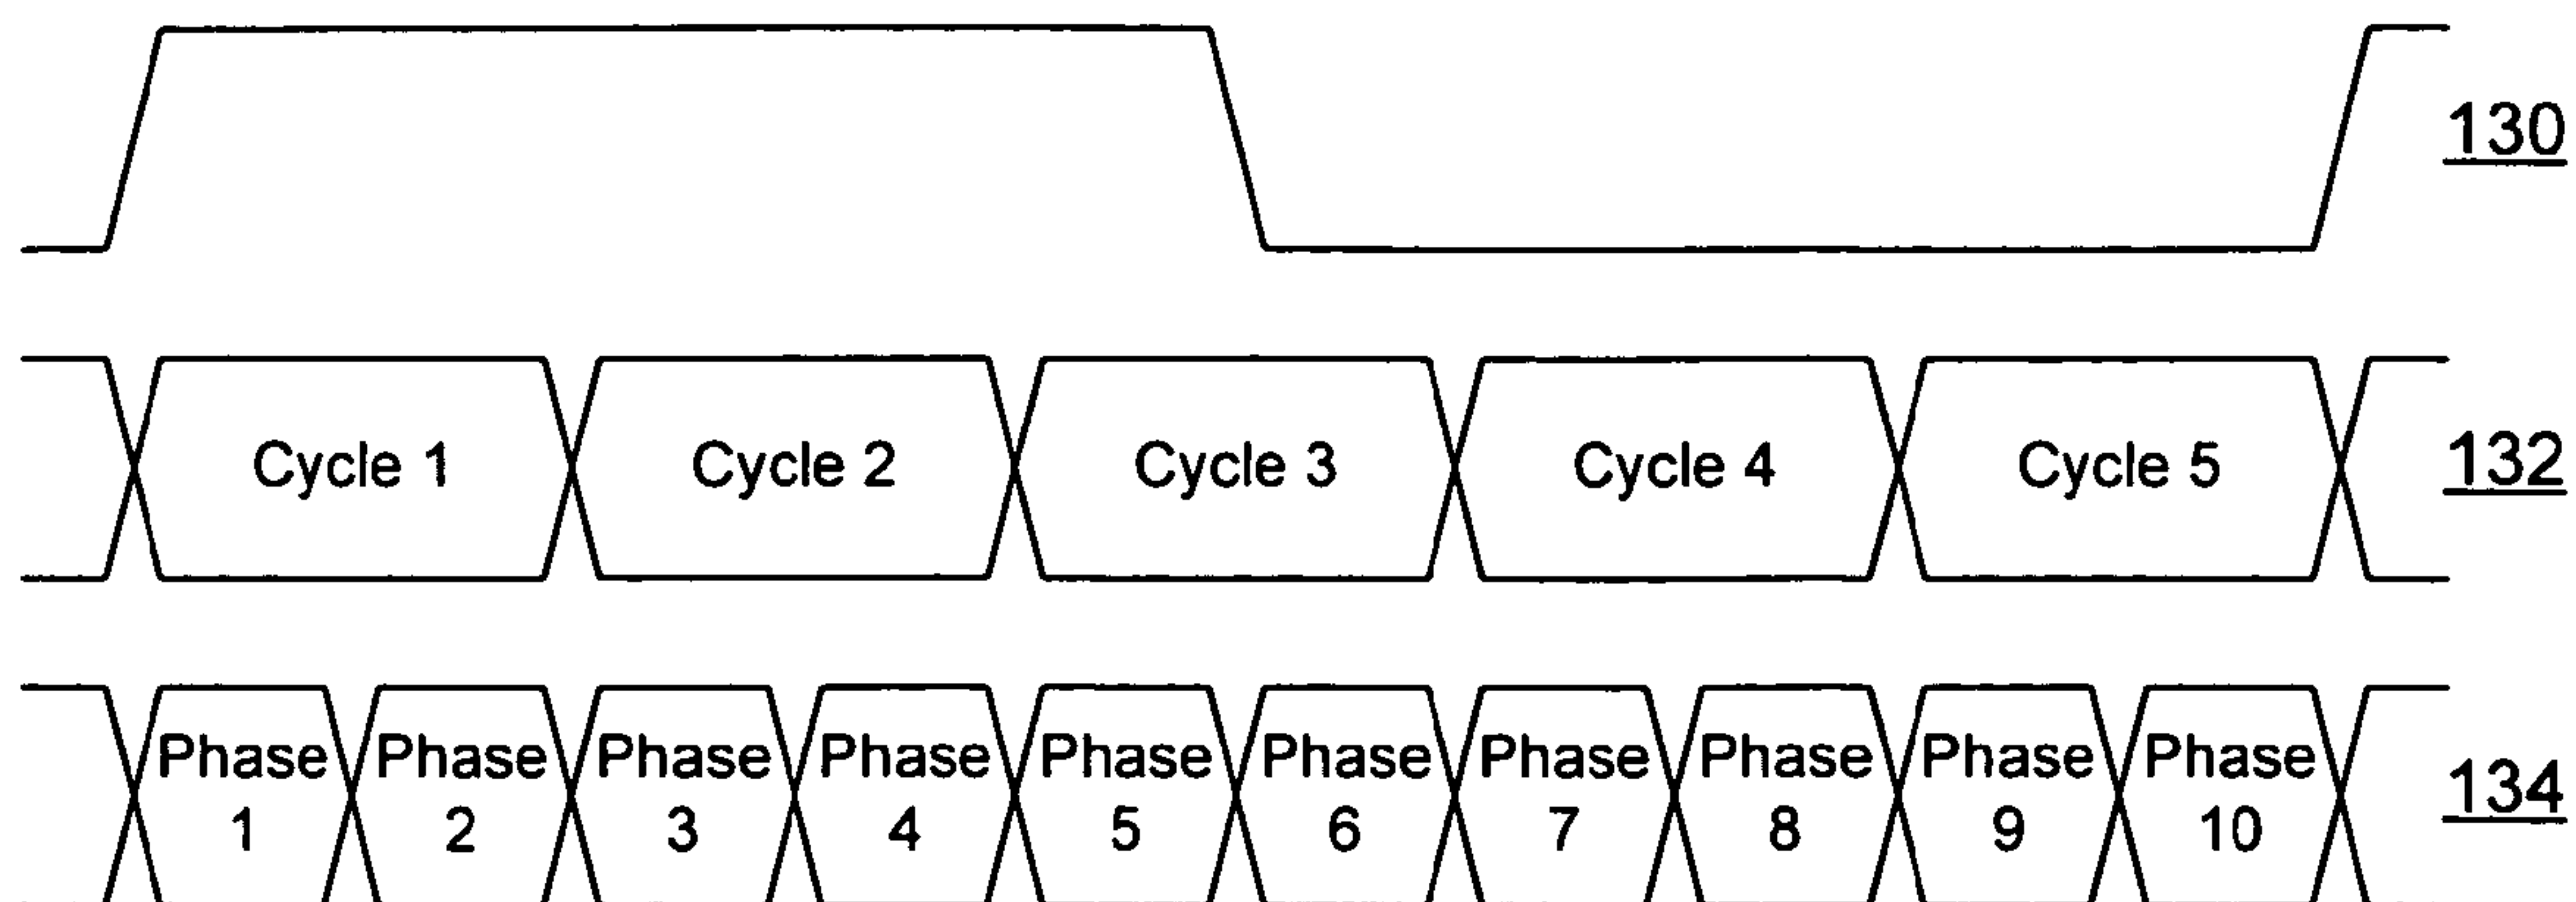 130
Cycle 1 Cycle 2 Cycle 3 Cycle 4 Cycle 5 132
Phase Phase Phase Phase Phase Phase Phase Phase Phase Phase
1 2 3 4 5 6 7 8 9 10 134